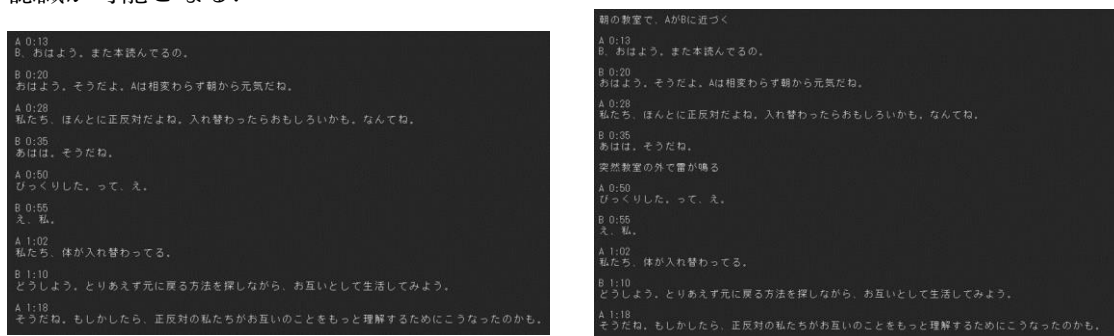 A 0:13
B、おはよう。また本読んでるの。
B 0:20
おはよう。そうだよ。Aは相変わらず朝から元気だね。
A 0:28
私たち、ほんとに正反対だよね。入れ替わったらおもしろいかも。なんてね。
B 0:35
あはは。そうだね。
A 0:50
びっくりした。って、え。
B 0:55
え、私。
A 1:02
私たち、体が入れ替わってる。
B 1:10
どうしよう。とりあえず元に戻る方法を探しながら、お互いとして生活してみよう。
A 1:18
そうだね。もしかしたら、正反対の私たちがお互いのことをもっと理解するためにこうなったのかも。
朝の教室で、AがBに近づく
A 0:13
B、おはよう。また本読んでるの。
B 0:20
おはよう。そうだよ。Aは相変わらず朝から元気だね。
A 0:28
私たち、ほんとに正反対だよね。入れ替わったらおもしろいかも。なんてね。
B 0:35
あはは。そうだね。
突然教室の外で雷が鳴る
A 0:50
びっくりした。って、え。
B 0:55
え、私。
A 1:02
私たち、体が入れ替わってる。
B 1:10
どうしよう。とりあえず元に戻る方法を探しながら、お互いとして生活してみよう。
A 1:18
そうだね。もしかしたら、正反対の私たちがお互いのことをもっと理解するためにこうなったのかも。